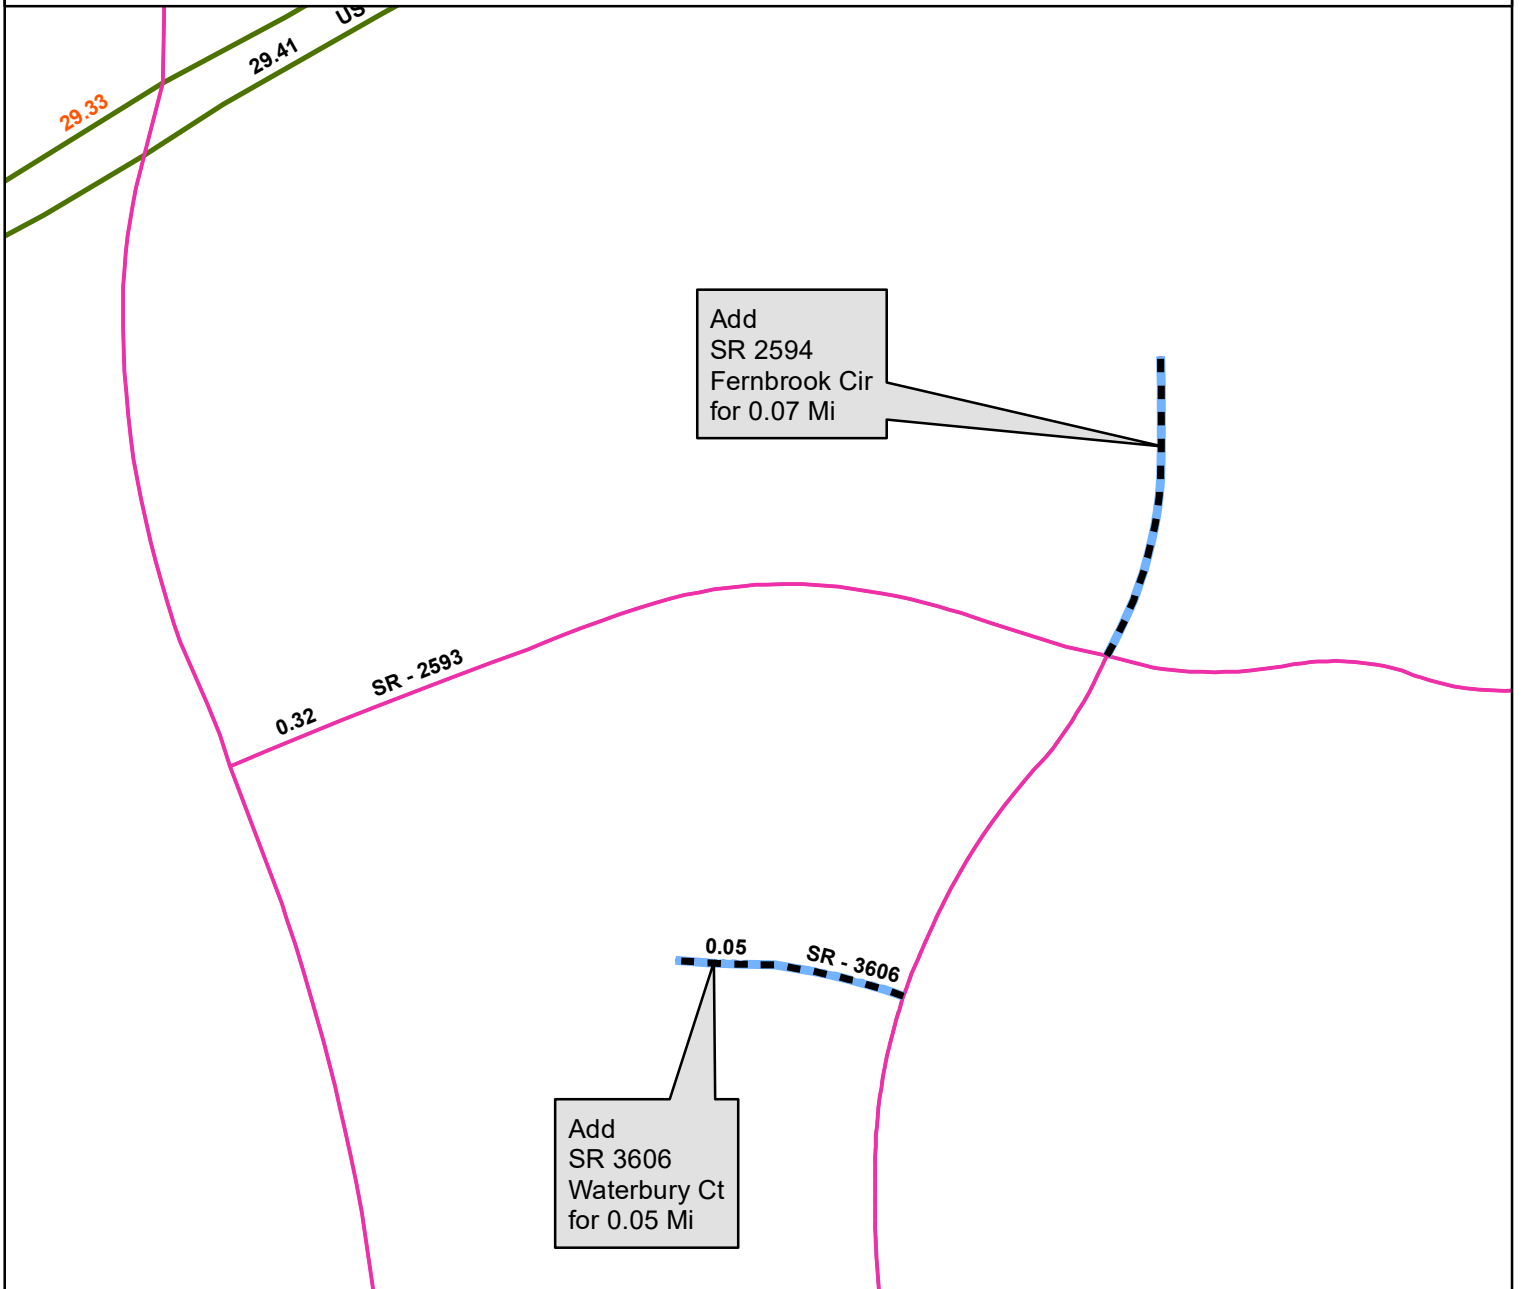 US
29.41
29.33
Add
SR 2594
Fernbrook Cir
for 0.07 Mi
SR - 2593
0.32
0.05
SR - 3606
Add
SR 3606
Waterbury Ct
for 0.05 Mi